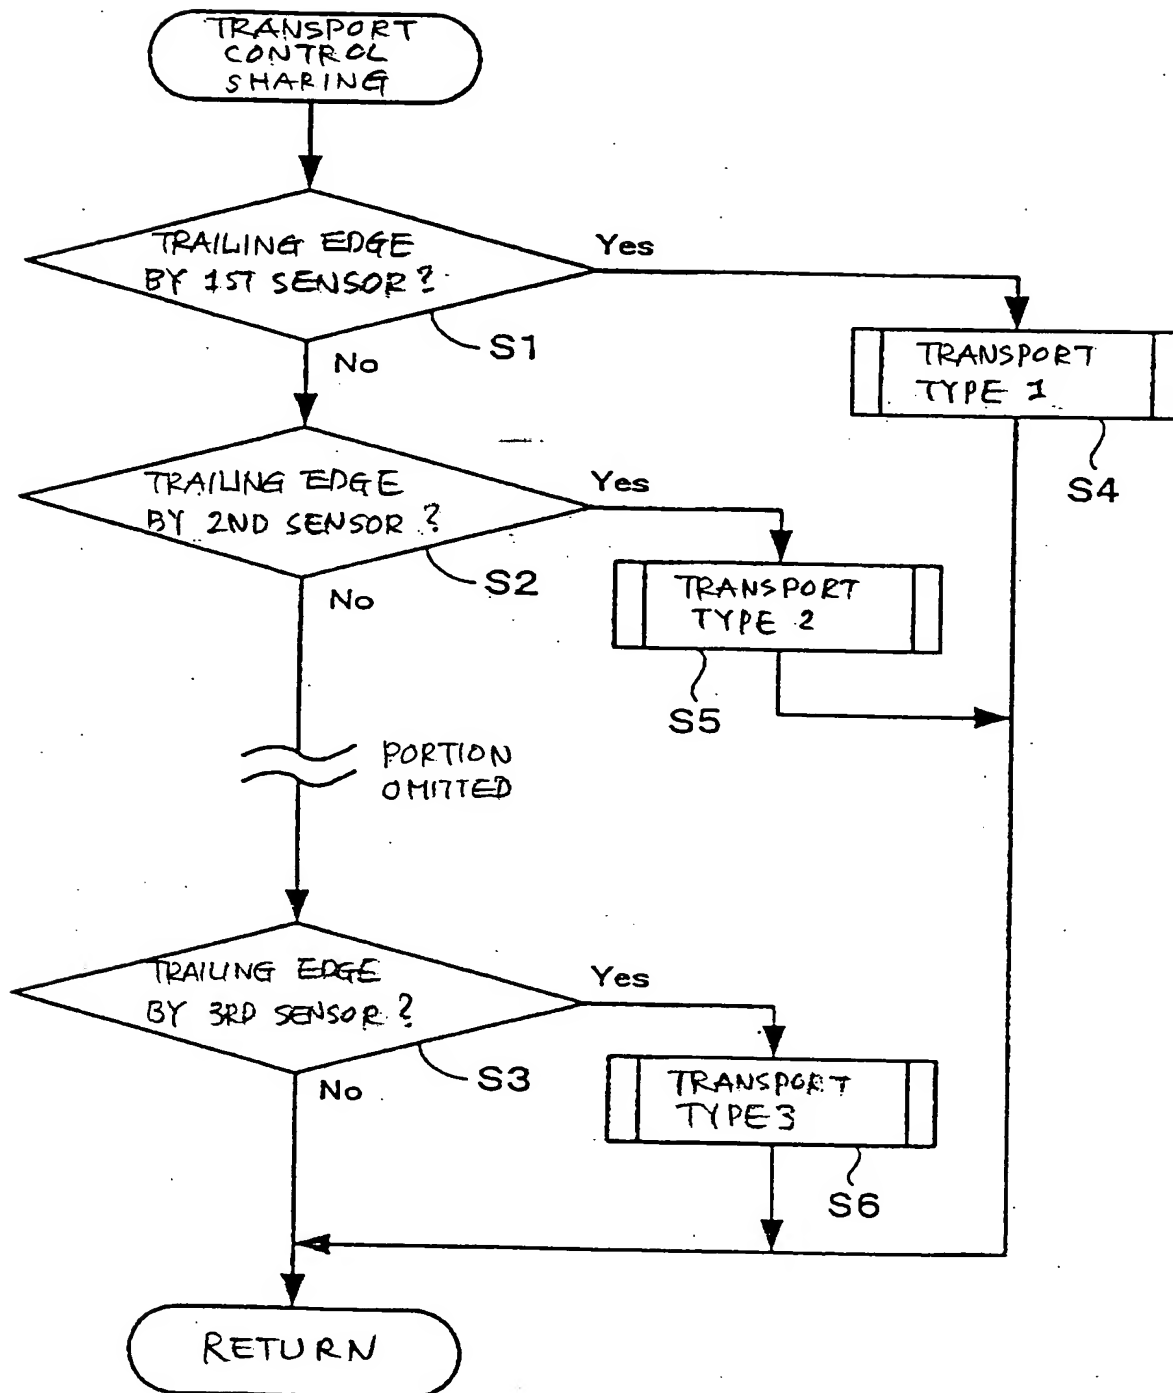 TRANSPORT
CONTROL
SHARING
TRAILING EDGE
BY 1ST SENSOR?
Yes
S1
No
TRANSPORT
TYPE 1
S4
TRAILING EDGE
BY 2ND SENSOR?
Yes
S2
No
TRANSPORT
TYPE 2
S5
PORTION
OMITTED
TRAILING EDGE
BY 3RD SENSOR?
Yes
S3
No
TRANSPORT
TYPE 3
S6
RETURN